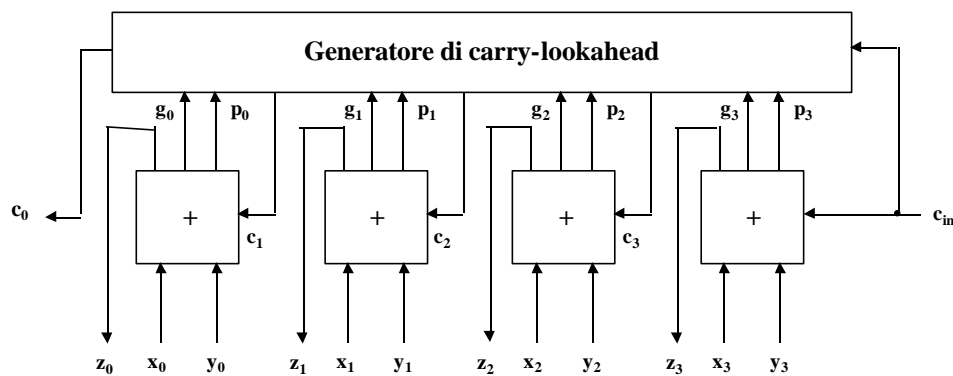 Generatore di carry-lookahead
g₀ p₀ g₁ p₁ g₂ p₂ g₃ p₃
c₀ + + + + c_in
c₁ c₂ c₃
z₀ x₀ y₀ z₁ x₁ y₁ z₂ x₂ y₂ z₃ x₃ y₃